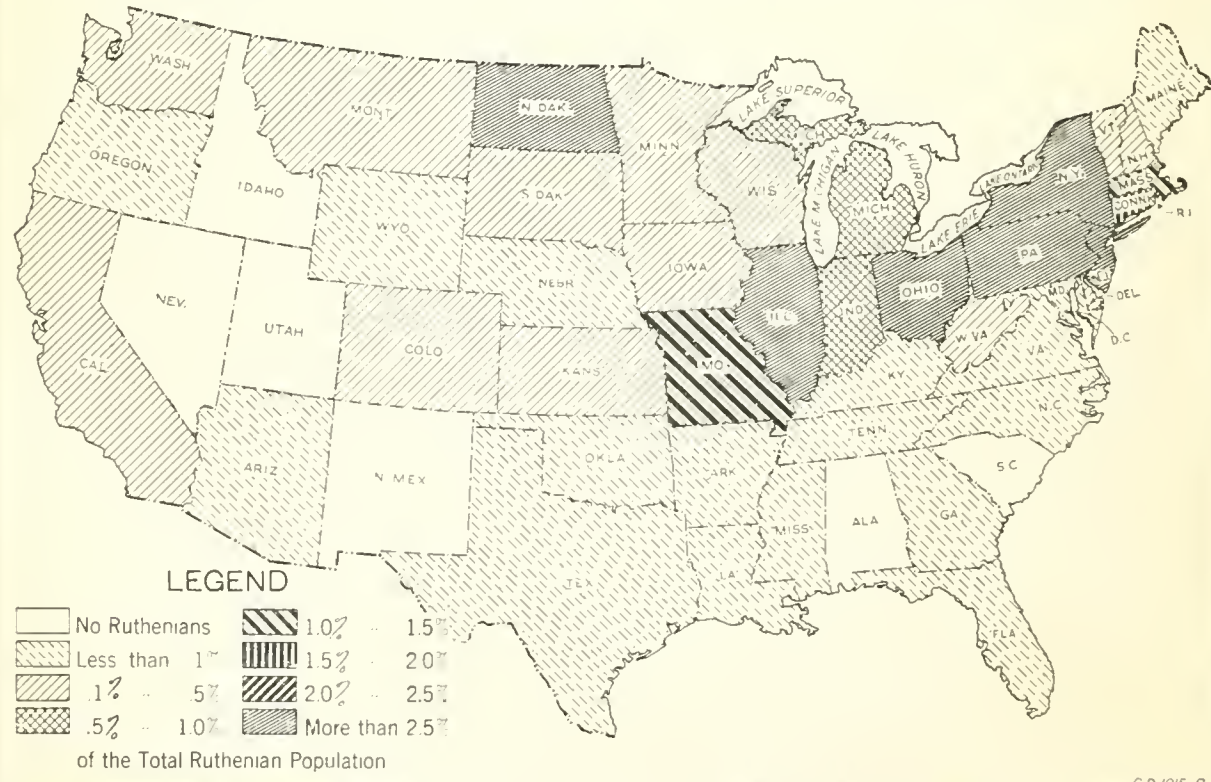 WASH
MONT
N DAK
MINN
LAKE SUPERIOR
MAINE
OREGON
IDAHO
S DAK
WIS
MICH
LAKE MICHIGAN
MICH
LAKE HURON
LAKE ONTARIO
LAKE ERIE
N.Y.
VT
N H
MASS
CONN
R I
WYO
NEBR
IOWA
ILL
IND
OHIO
PA
N J
DEL
MD
D.C
W VA
VA
NEV.
UTAH
COLO
KANS
MO
KY
CAL
ARIZ
N MEX
OKLA
ARK
TENN
N.C
S C
TEX
LA
MISS
ALA
GA
FLA
LEGEND
No Ruthenians
Less than
.1% .. .5%
.5% .. 1.0%
1.0% .. 1.5%
1.5% .. 2.0%
2.0% .. 2.5%
More than 2.5%
of the Total Ruthenian Population